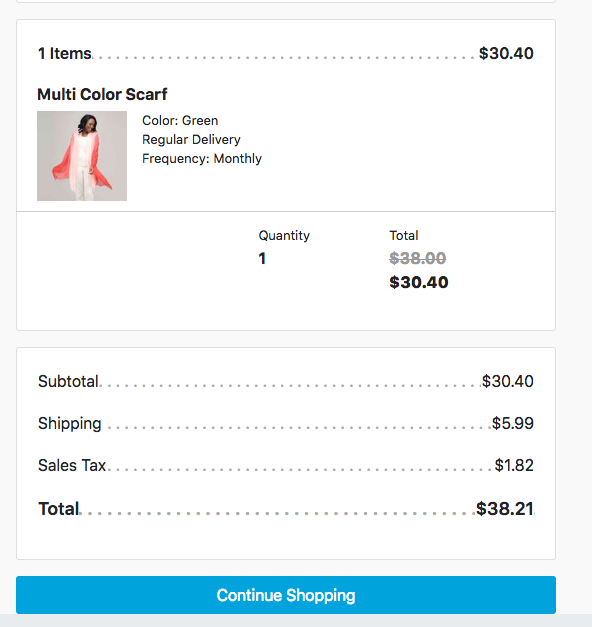 1 Items $30.40
Multi Color Scarf
Color: Green
Regular Delivery
Frequency: Monthly
Quantity Total
1 $38.00
$30.40
Subtotal $30.40
Shipping $5.99
Sales Tax $1.82
Total $38.21
Continue Shopping